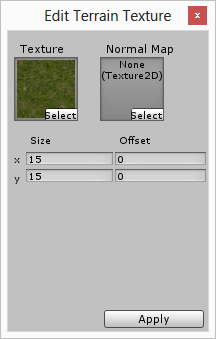 Edit Terrain Texture
x
Texture Normal Map
None
(Texture2D)
Select Select
Size Offset
x 15 0
y 15 0
Apply